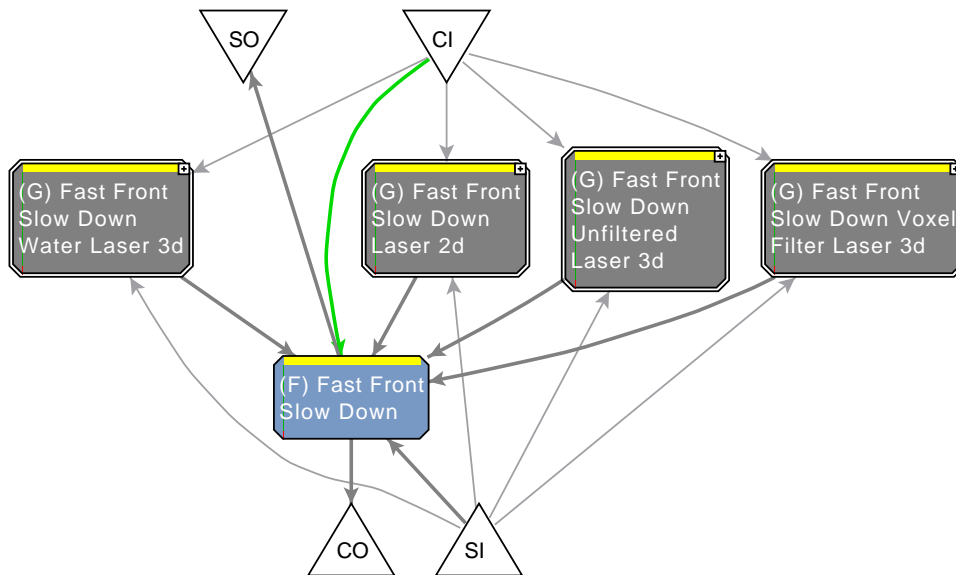 SO
CI
(G) Fast Front
Slow Down
Water Laser 3d
(G) Fast Front
Slow Down
Laser 2d
(G) Fast Front
Slow Down
Unfiltered
Laser 3d
(G) Fast Front
Slow Down Voxel
Filter Laser 3d
(F) Fast Front
Slow Down
CO
SI